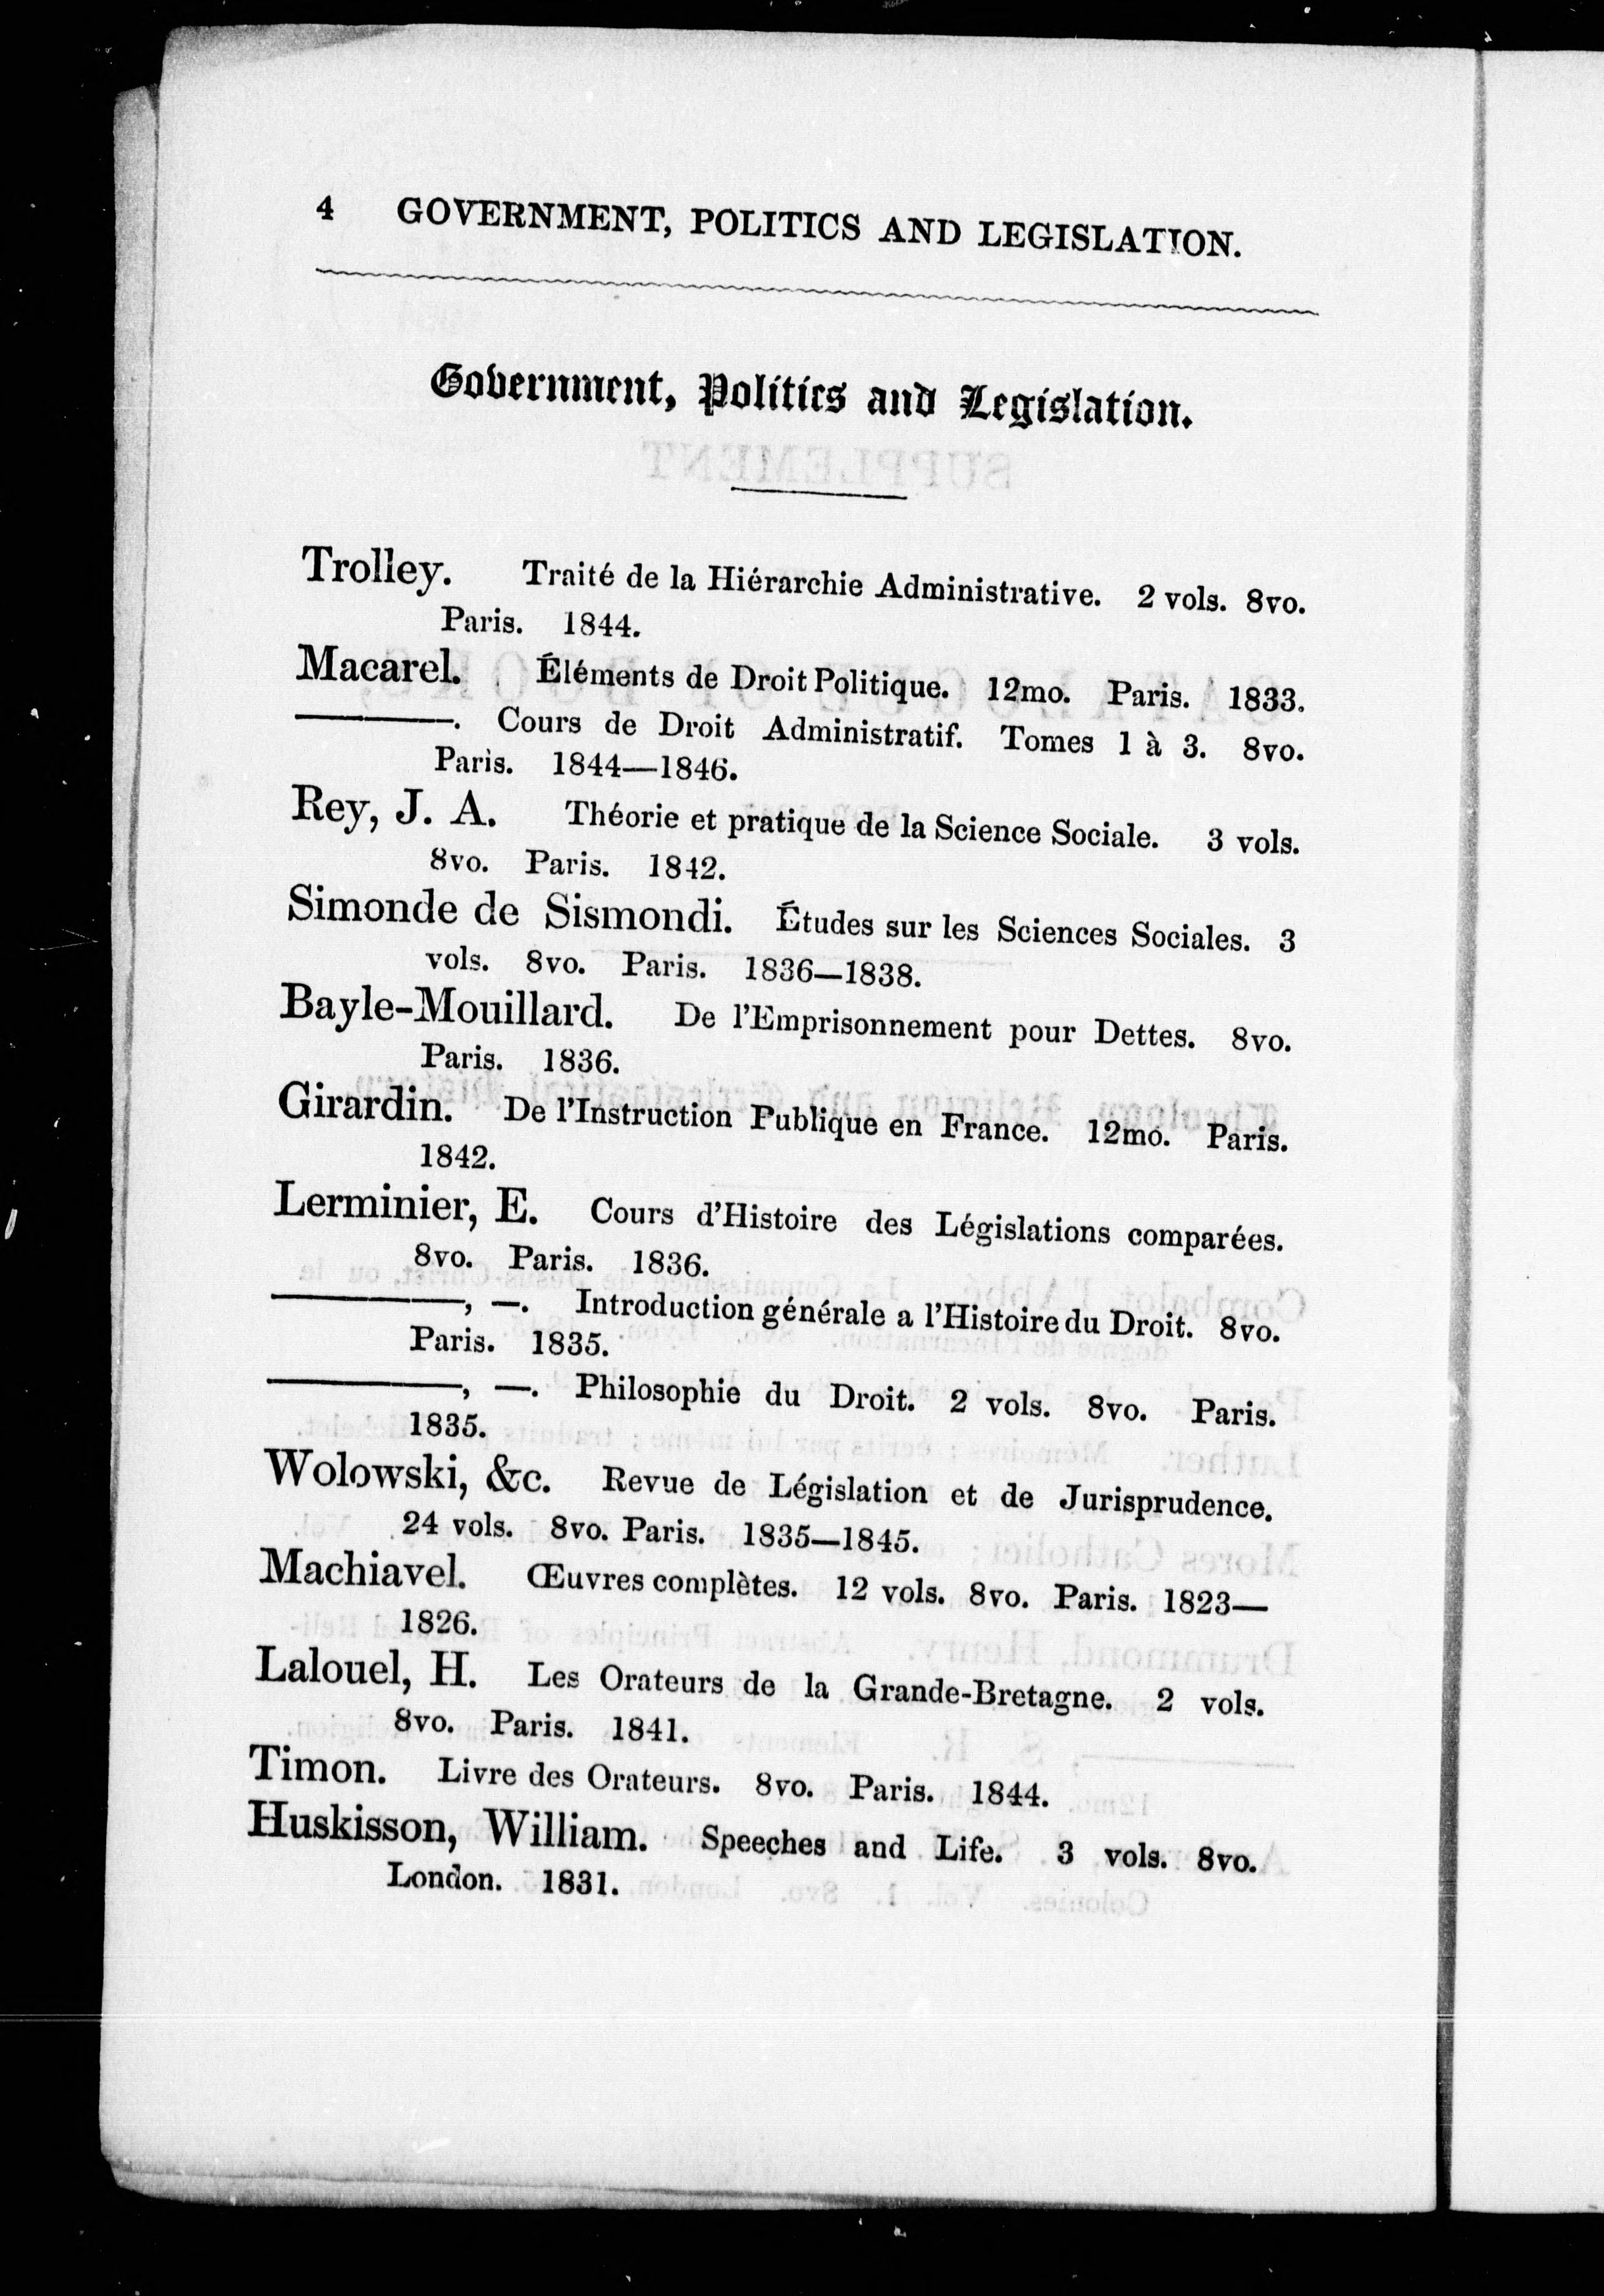 4 GOVERNMENT, POLITICS AND LEGISLATION.
Government, Politics and Legislation.
Trolley. Traité de la Hiérarchie Administrative. 2 vols. 8vo.
Paris. 1844.
Macarel. Éléments de Droit Politique. 12mo. Paris. 1833.
————. Cours de Droit Administratif. Tomes 1 à 3. 8vo.
Paris. 1844—1846.
Rey, J. A. Théorie et pratique de la Science Sociale. 3 vols.
8vo. Paris. 1842.
Simonde de Sismondi. Études sur les Sciences Sociales. 3
vols. 8vo. Paris. 1836—1838.
Bayle-Mouillard. De l'Emprisonnement pour Dettes. 8vo.
Paris. 1836.
Girardin. De l'Instruction Publique en France. 12mo. Paris.
1842.
Lerminier, E. Cours d'Histoire des Législations comparées.
8vo. Paris. 1836.
————, —. Introduction générale a l'Histoire du Droit. 8vo.
Paris. 1835.
————, —. Philosophie du Droit. 2 vols. 8vo. Paris.
1835.
Wolowski, &c. Revue de Législation et de Jurisprudence.
24 vols. 8vo. Paris. 1835—1845.
Machiavel. Œuvres complètes. 12 vols. 8vo. Paris. 1823—
1826.
Lalouel, H. Les Orateurs de la Grande-Bretagne. 2 vols.
8vo. Paris. 1841.
Timon. Livre des Orateurs. 8vo. Paris. 1844.
Huskisson, William. Speeches and Life. 3 vols. 8vo.
London. 1831.